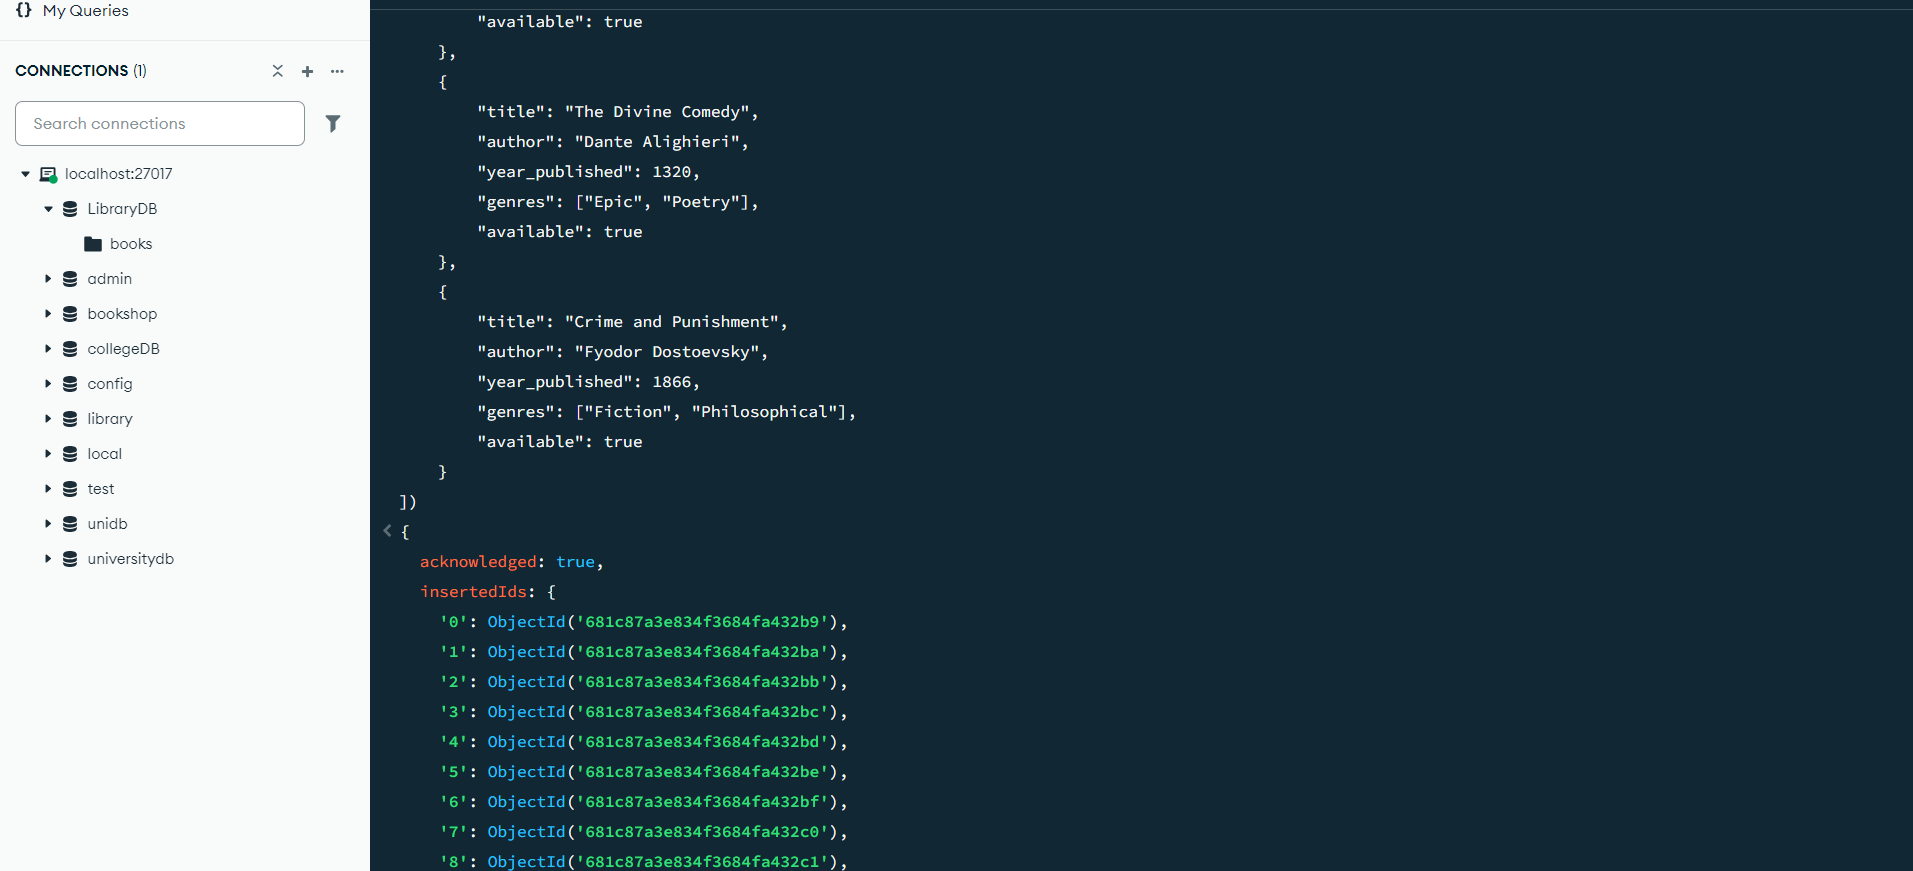 {} My Queries
CONNECTIONS (1)
Search connections
localhost:27017
LibraryDB
books
admin
bookshop
collegeDB
config
library
local
test
unidb
universitydb
"available": true
},
{
"title": "The Divine Comedy",
"author": "Dante Alighieri",
"year_published": 1320,
"genres": ["Epic", "Poetry"],
"available": true
},
{
"title": "Crime and Punishment",
"author": "Fyodor Dostoevsky",
"year_published": 1866,
"genres": ["Fiction", "Philosophical"],
"available": true
}
])
< {
acknowledged: true,
insertedIds: {
'0': ObjectId('681c87a3e834f3684fa432b9'),
'1': ObjectId('681c87a3e834f3684fa432ba'),
'2': ObjectId('681c87a3e834f3684fa432bb'),
'3': ObjectId('681c87a3e834f3684fa432bc'),
'4': ObjectId('681c87a3e834f3684fa432bd'),
'5': ObjectId('681c87a3e834f3684fa432be'),
'6': ObjectId('681c87a3e834f3684fa432bf'),
'7': ObjectId('681c87a3e834f3684fa432c0'),
'8': ObjectId('681c87a3e834f3684fa432c1'),